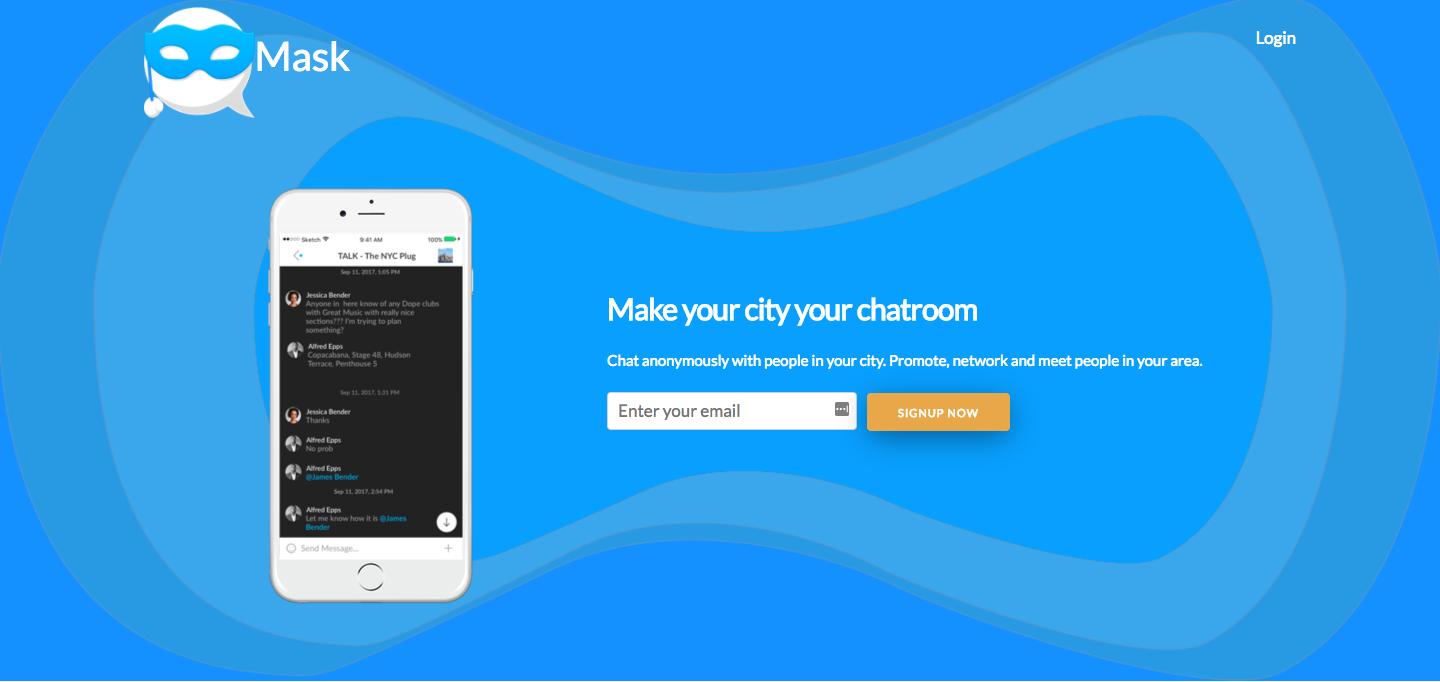 Mask
Login
Sketch 9:41 AM 100%
TALK - The NYC Plug
Sep 11, 2017, 1:05 PM
Jessica Bender
Anyone in here know of any Dope clubs
with Great Music with really nice
sections??? I'm trying to plan
something?
Alfred Epps
Copacabana, Stage 48, Hudson
Terrace, Penthouse 5
Sep 11, 2017, 1:31 PM
Jessica Bender
Thanks
Alfred Epps
No prob
Alfred Epps
@James Bender
Sep 11, 2017, 2:54 PM
Alfred Epps
Let me know how it is @James
Bender
Send Message...
Make your city your chatroom
Chat anonymously with people in your city. Promote, network and meet people in your area.
Enter your email
SIGNUP NOW